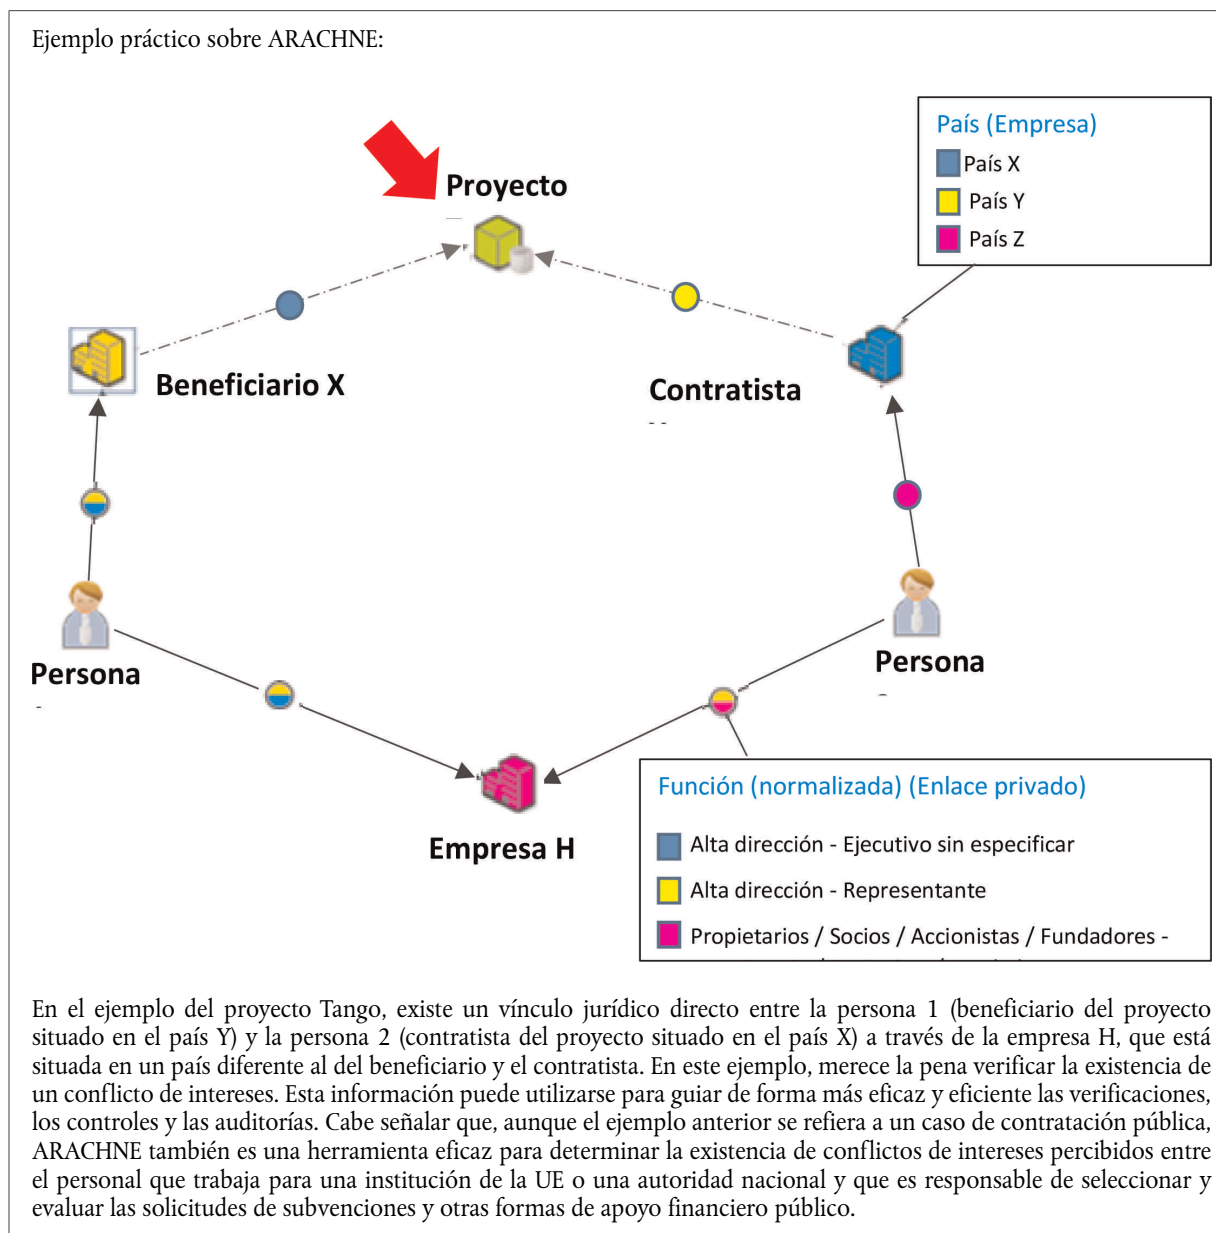 Ejemplo práctico sobre ARACHNE:
País (Empresa)
País X
País Y
País Z
Proyecto
Beneficiario X
Contratista
Persona
Persona
Empresa H
Función (normalizada) (Enlace privado)
Alta dirección - Ejecutivo sin especificar
Alta dirección - Representante
Propietarios / Socios / Accionistas / Fundadores -
En el ejemplo del proyecto Tango, existe un vínculo jurídico directo entre la persona 1 (beneficiario del proyecto
situado en el país Y) y la persona 2 (contratista del proyecto situado en el país X) a través de la empresa H, que está
situada en un país diferente al del beneficiario y el contratista. En este ejemplo, merece la pena verificar la existencia de
un conflicto de intereses. Esta información puede utilizarse para guiar de forma más eficaz y eficiente las verificaciones,
los controles y las auditorías. Cabe señalar que, aunque el ejemplo anterior se refiera a un caso de contratación pública,
ARACHNE también es una herramienta eficaz para determinar la existencia de conflictos de intereses percibidos entre
el personal que trabaja para una institución de la UE o una autoridad nacional y que es responsable de seleccionar y
evaluar las solicitudes de subvenciones y otras formas de apoyo financiero público.